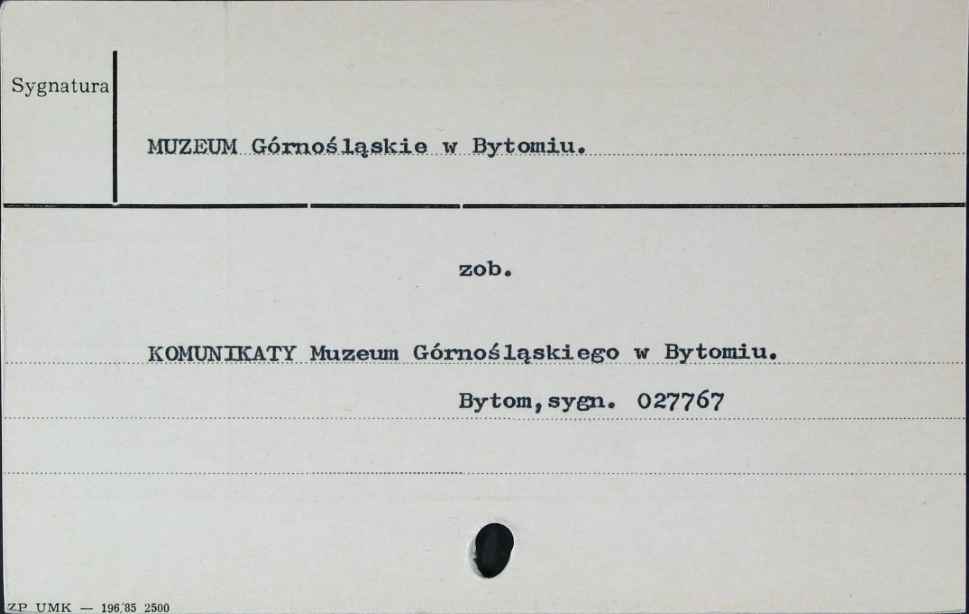 Sygnatura
MUZEUM Górnośląskie w Bytomiu.
zob.
KOMUNIKATY Muzeum Górnośląskiego w Bytomiu.
Bytom,sygn. 027767
ZP UMK — 196/85 2500